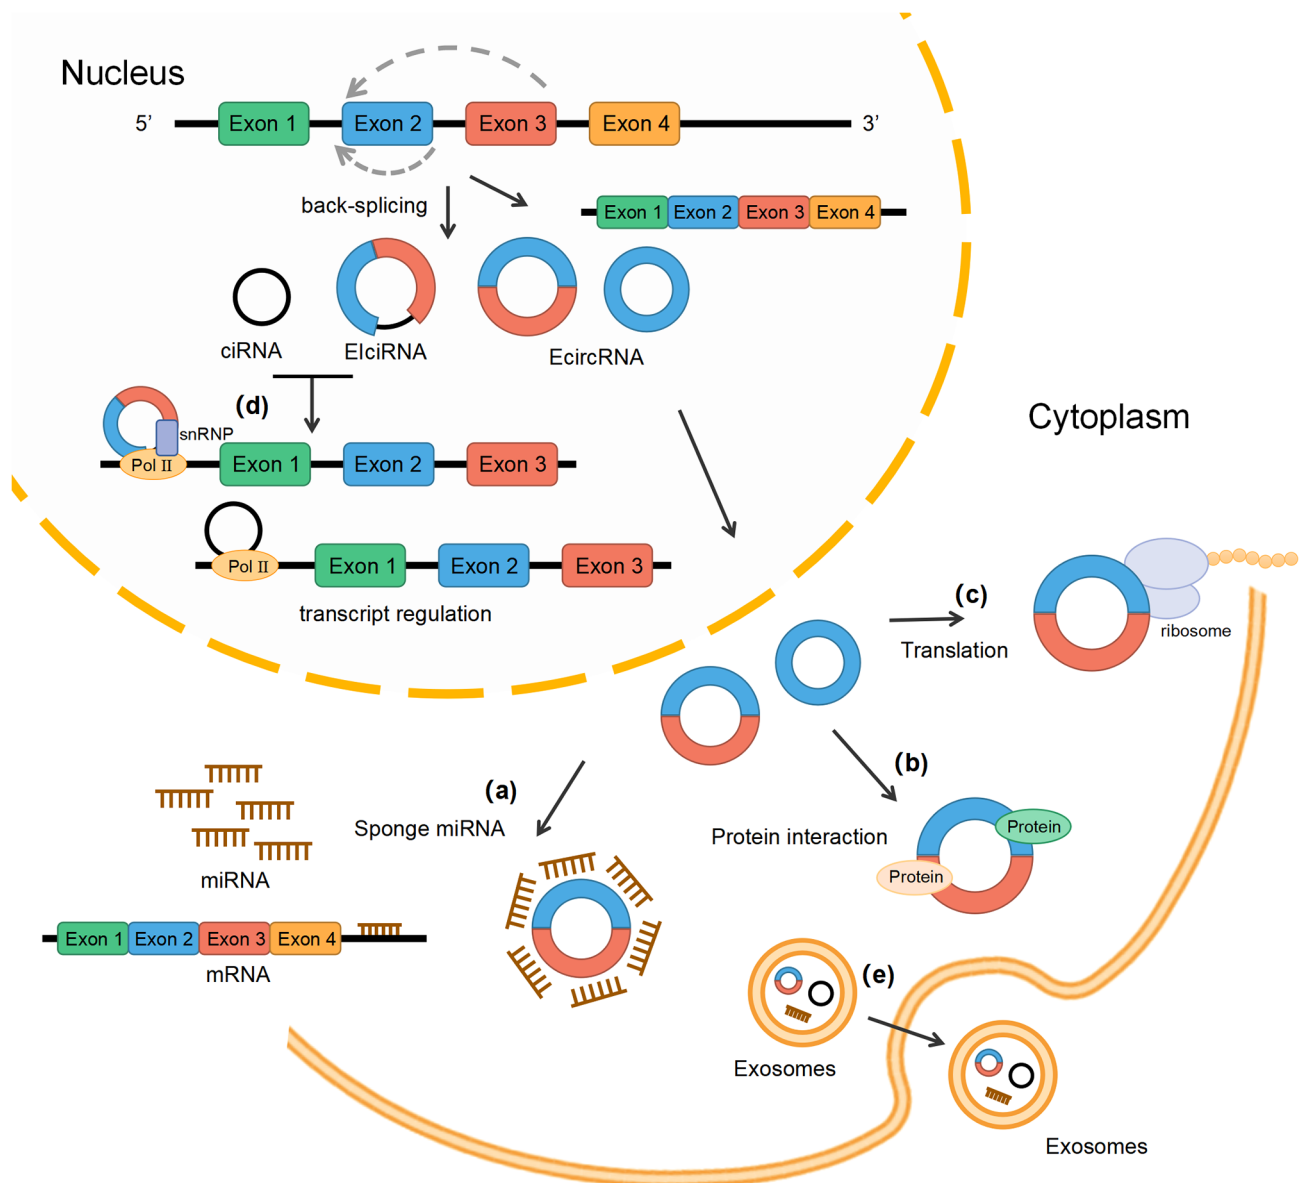 Nucleus
5’
Exon 1
Exon 2
Exon 3
Exon 4
3’
back-splicing
Exon 1
Exon 2
Exon 3
Exon 4
ciRNA
EIciRNA
EcircRNA
(d)
snRNP
Pol II
Exon 1
Exon 2
Exon 3
Pol II
Exon 1
Exon 2
Exon 3
transcript regulation
Cytoplasm
(c)
Translation
ribosome
(b)
Protein interaction
Protein
Protein
(a)
Sponge miRNA
miRNA
Exon 1
Exon 2
Exon 3
Exon 4
mRNA
(e)
Exosomes
Exosomes